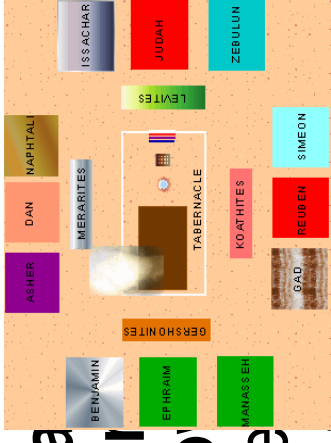 ISSACHAR
JUDAH
ZEBULUN
LEVITES
NAPHTALI
DAN
ASHER
MERARITES
TABERNACLE
KOATHITES
SIMEON
REUBEN
GAD
GERSHONITES
BENJAMIN
EPHRAIM
MANASSEH